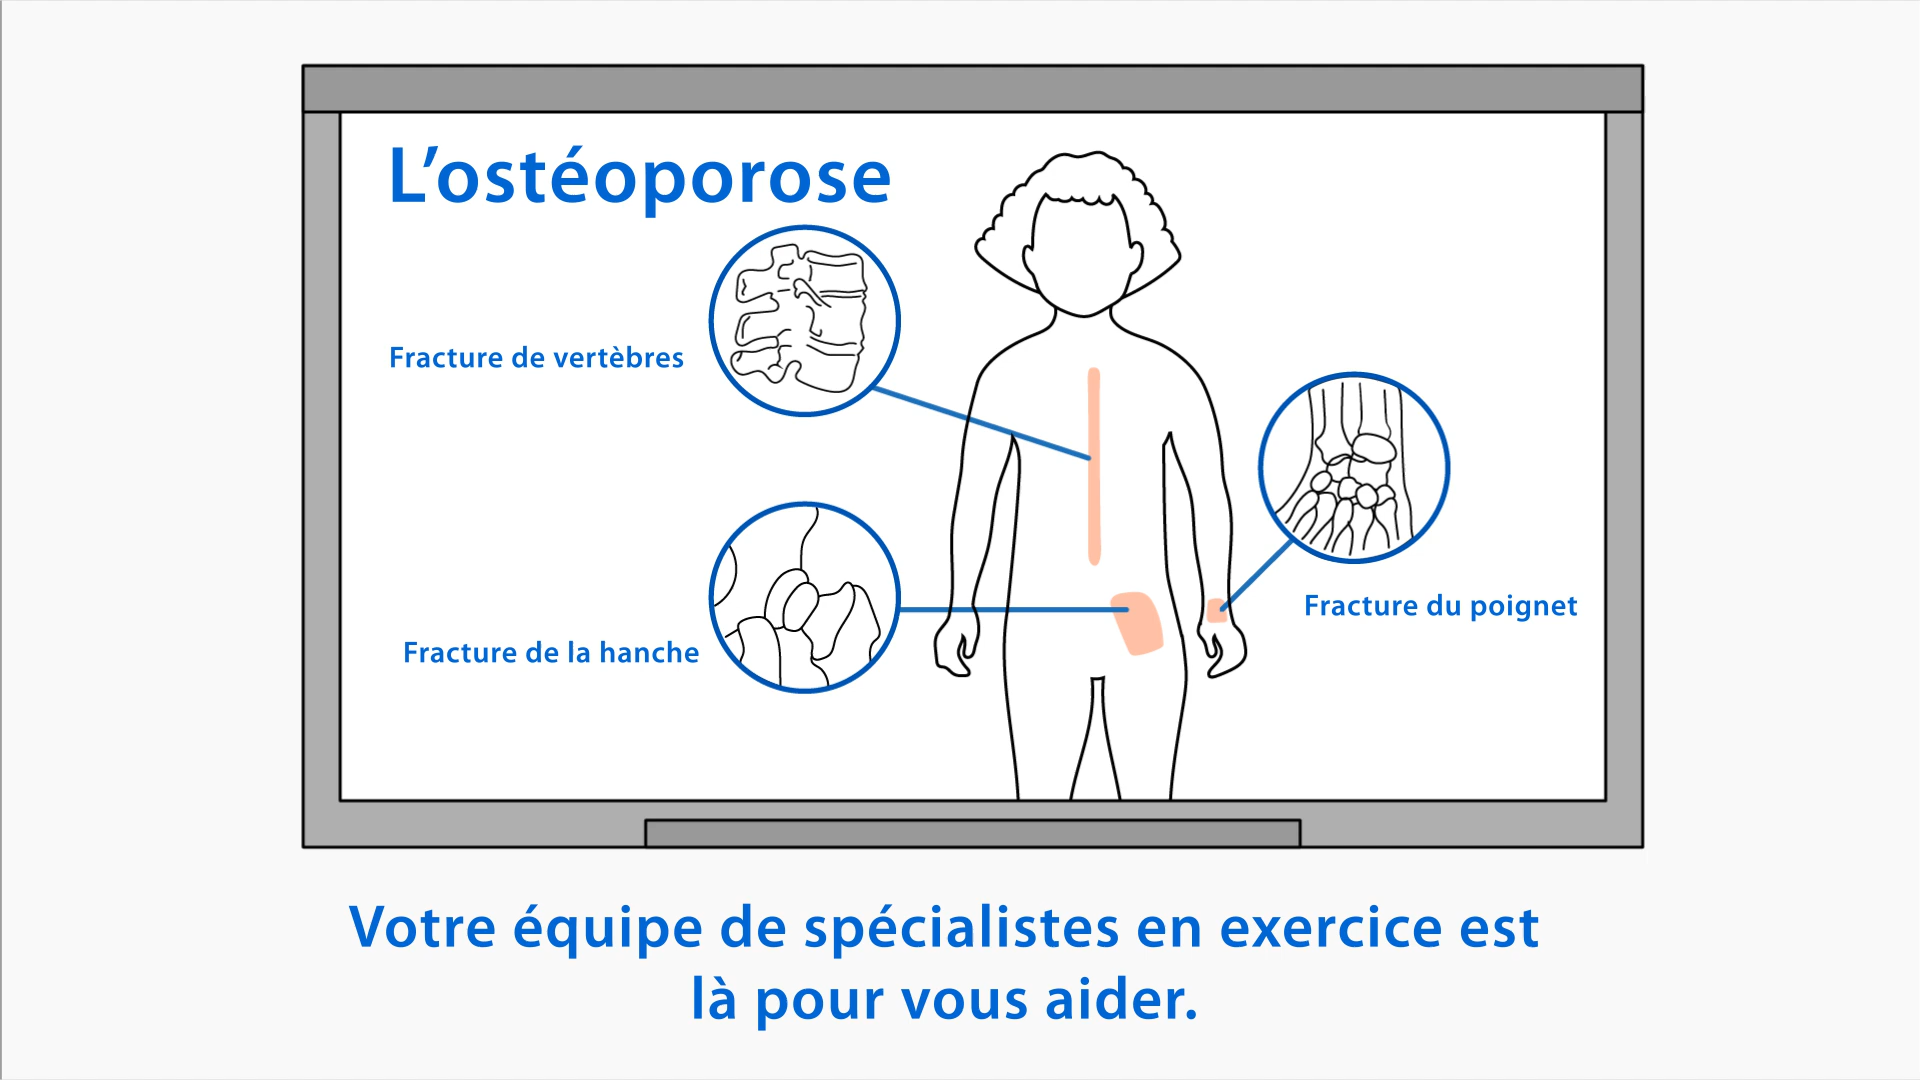 L’ostéoporose
Fracture de vertèbres
Fracture du poignet
Fracture de la hanche
Votre équipe de spécialistes en exercice est
là pour vous aider.